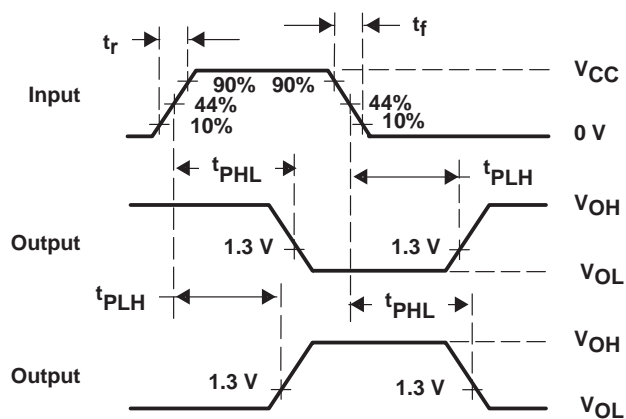 tr
tf
VCC
Input
90%
90%
44%
44%
10%
10%
0 V
tPHL
tPLH
VOH
Output
1.3 V
1.3 V
VOL
tPLH
tPHL
VOH
Output
1.3 V
1.3 V
VOL